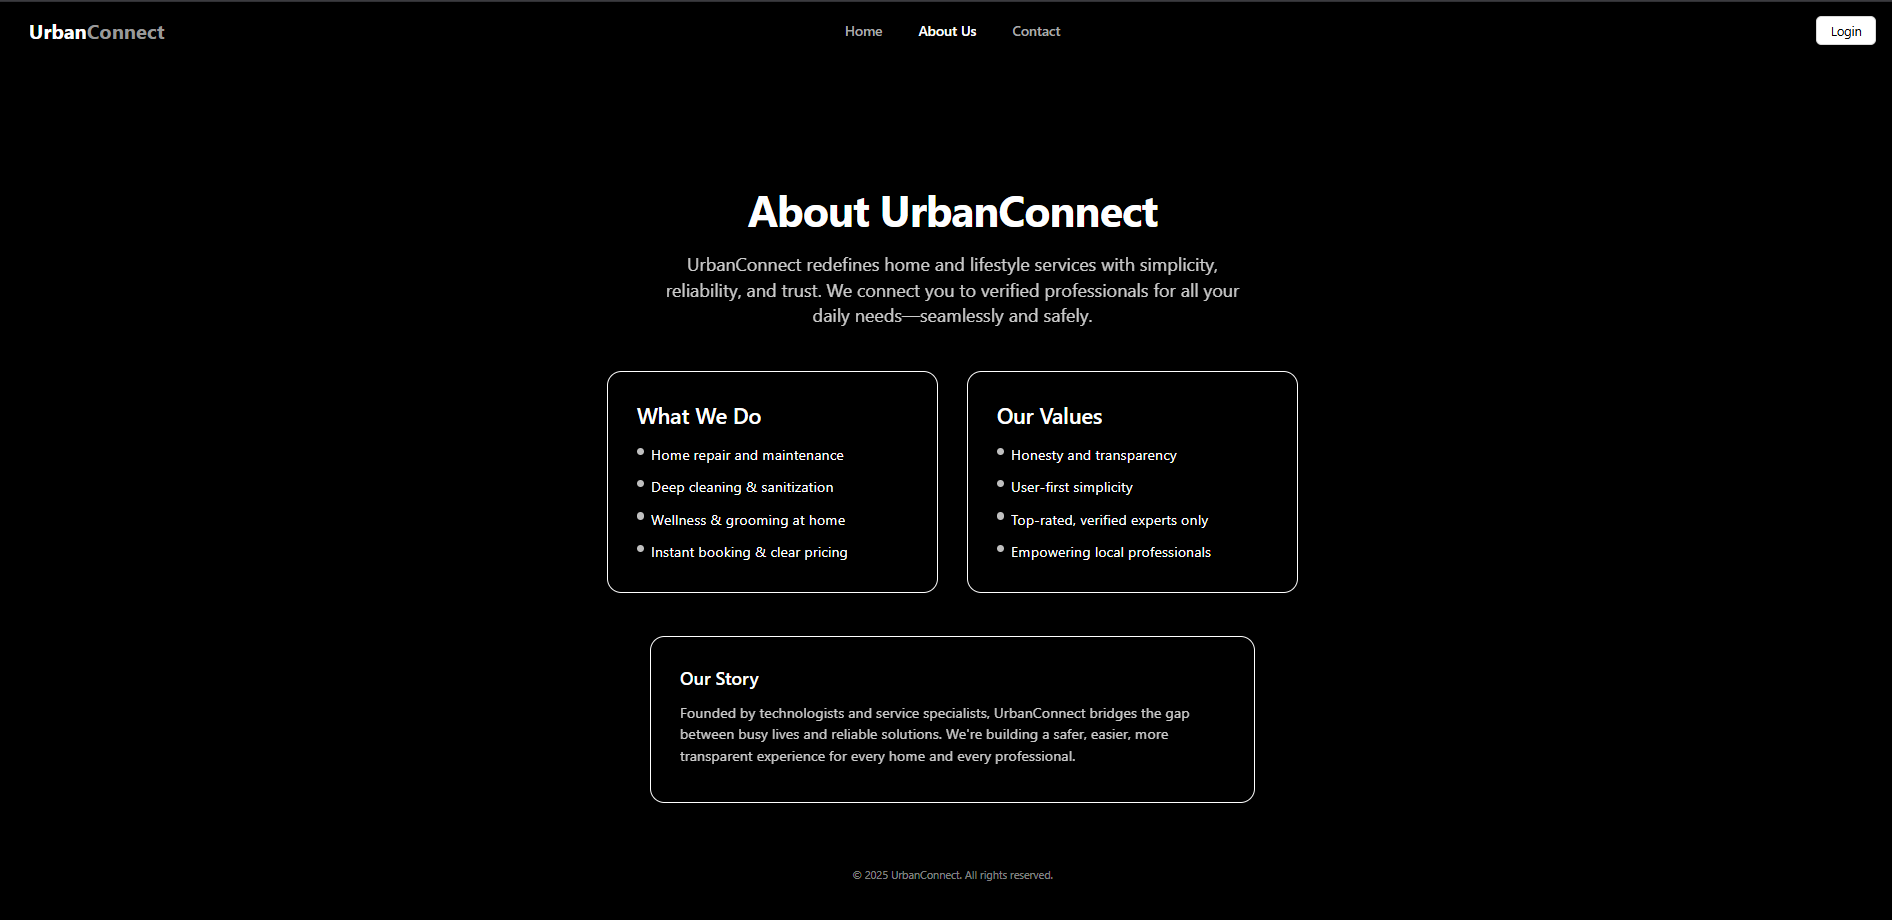 UrbanConnect
Home
About Us
Contact
Login
About UrbanConnect
UrbanConnect redefines home and lifestyle services with simplicity,
reliability, and trust. We connect you to verified professionals for all your
daily needs—seamlessly and safely.
What We Do
Home repair and maintenance
Deep cleaning & sanitization
Wellness & grooming at home
Instant booking & clear pricing
Our Values
Honesty and transparency
User-first simplicity
Top-rated, verified experts only
Empowering local professionals
Our Story
Founded by technologists and service specialists, UrbanConnect bridges the gap
between busy lives and reliable solutions. We're building a safer, easier, more
transparent experience for every home and every professional.
© 2025 UrbanConnect. All rights reserved.